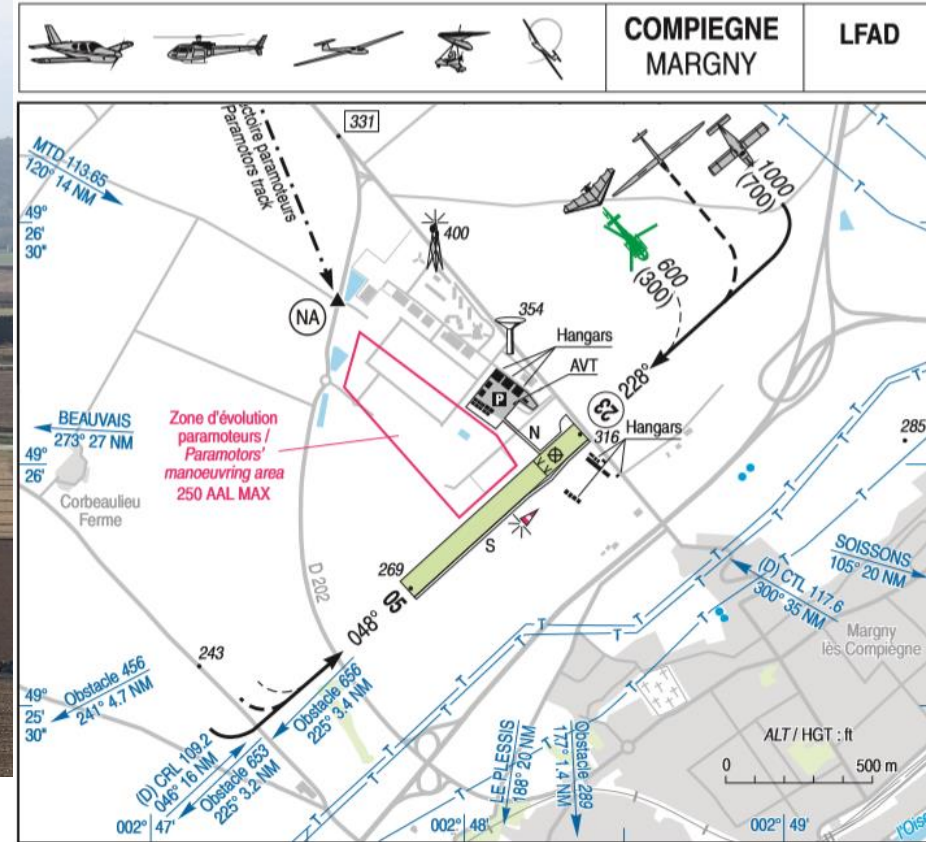 COMPIEGNE
MARGNY
LFAD
331
ectoire paramoteurs
Paramotors track
MTD 113.65
120° 14 NM
49°
26'
30"
400
1000
(700)
600
(300)
NA
354
Hangars
AVT
P
228°
23
N
316
Hangars
285
BEAUVAIS
273° 27 NM
Zone d'évolution
paramoteurs /
Paramotors'
manoeuvring area
250 AAL MAX
49°
26'
Corbeaulieu
Ferme
S
269
05
048°
D 202
SOISSONS
105° 20 NM
(D) CTL 117.6
300° 35 NM
Margny
lès Compiègne
243
Obstacle 456
241° 4.7 NM
49°
25'
30"
Obstacle 656
225° 3.4 NM
(D) CRL 109.2
046° 16 NM
Obstacle 653
225° 3.2 NM
LE PLESSIS
188° 20 NM
Obstacle 289
177° 1.4 NM
ALT / HGT : ft
0 500 m
002° 47'
002° 48'
002° 49'
l'Oise